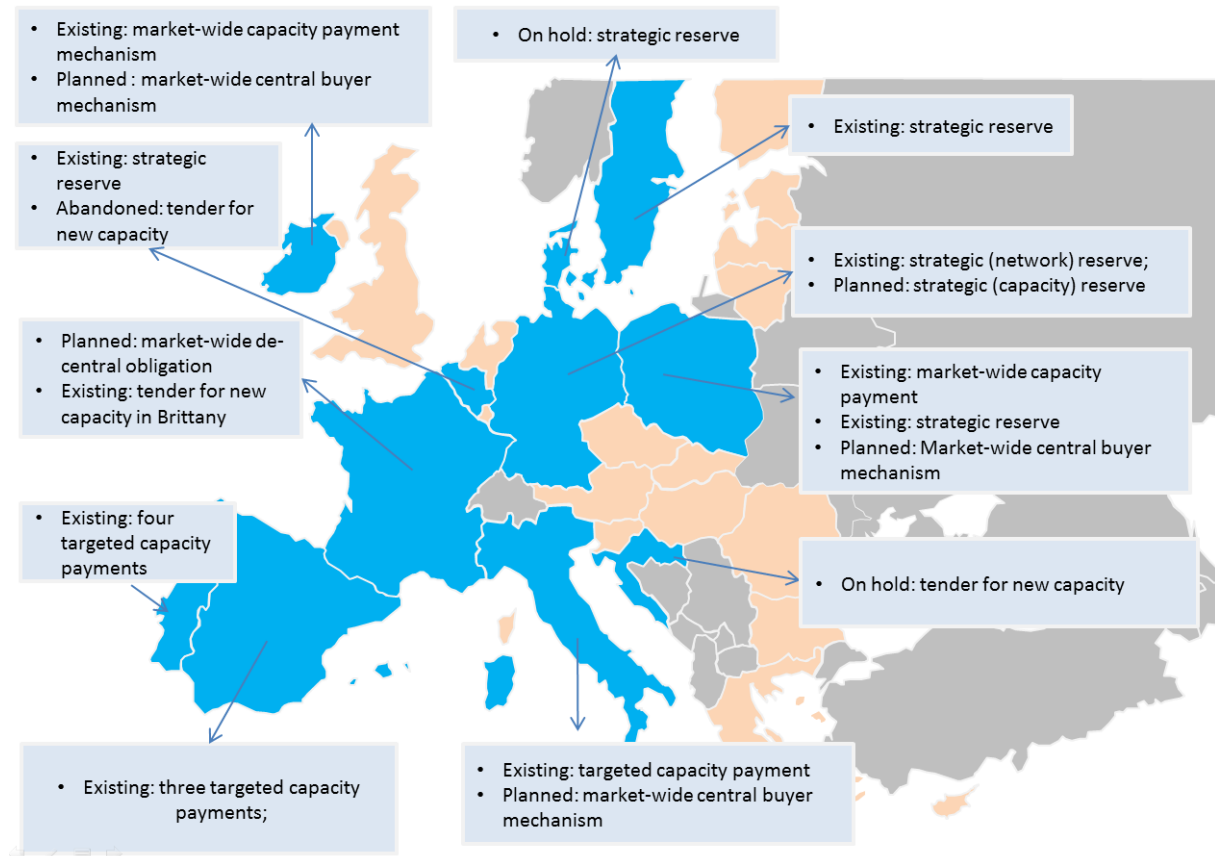 • Existing: market-wide capacity payment
mechanism
• Planned : market-wide central buyer
mechanism
• On hold: strategic reserve
• Existing: strategic reserve
• Existing: strategic
reserve
• Abandoned: tender for
new capacity
• Existing: strategic (network) reserve;
• Planned: strategic (capacity) reserve
• Planned: market-wide de-
central obligation
• Existing: tender for new
capacity in Brittany
• Existing: market-wide capacity
payment
• Existing: strategic reserve
• Planned: Market-wide central buyer
mechanism
• Existing: four
targeted capacity
payments
• On hold: tender for new capacity
• Existing: three targeted capacity
payments;
• Existing: targeted capacity payment
• Planned: market-wide central buyer
mechanism